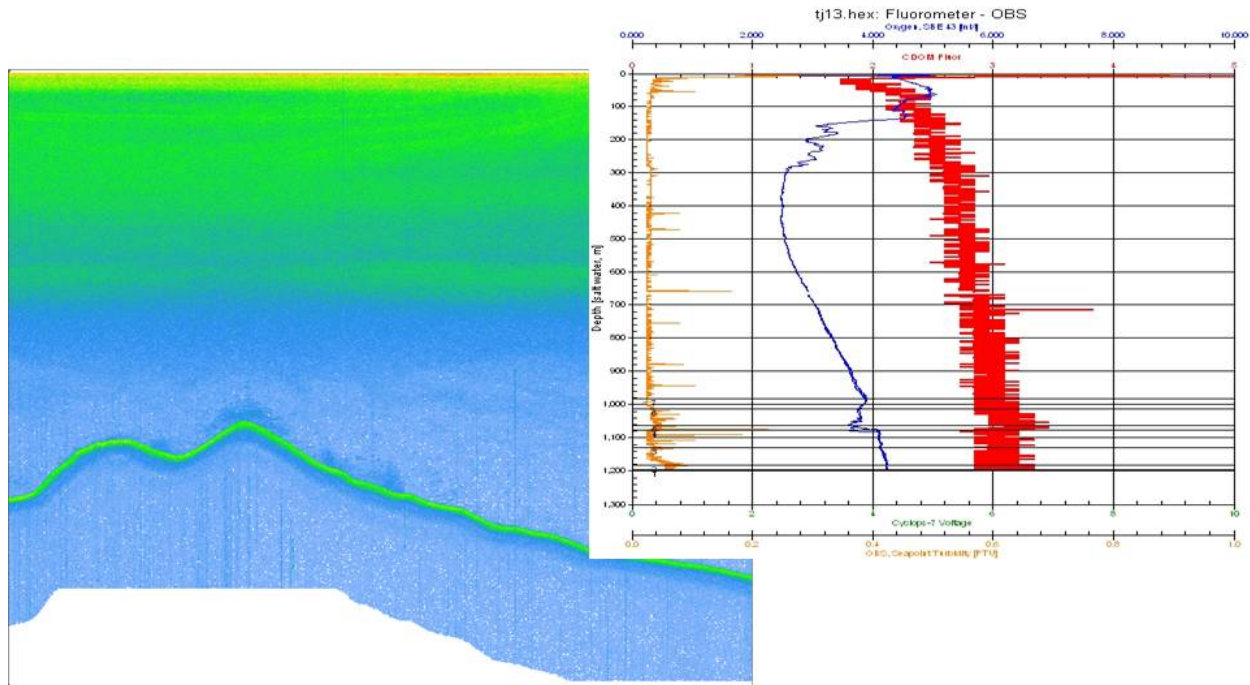 tj13.hex: Fluorometer - OBS
Oxygen, SBE 43 [ml/l]
0.000 2.000 4.000 6.000 8.000 10.000
CDOM Fluor
0 2 4 6 8
0
100
200
300
400
500
600
700
800
900
1,000
1,100
1,200
1,300
Depth [salt water, m]
0 2 4 6 8 10
Cyclops-7 Voltage
0.0 0.2 0.4 0.6 0.8 1.0
OBS, Seapoint Turbidity [FTU]